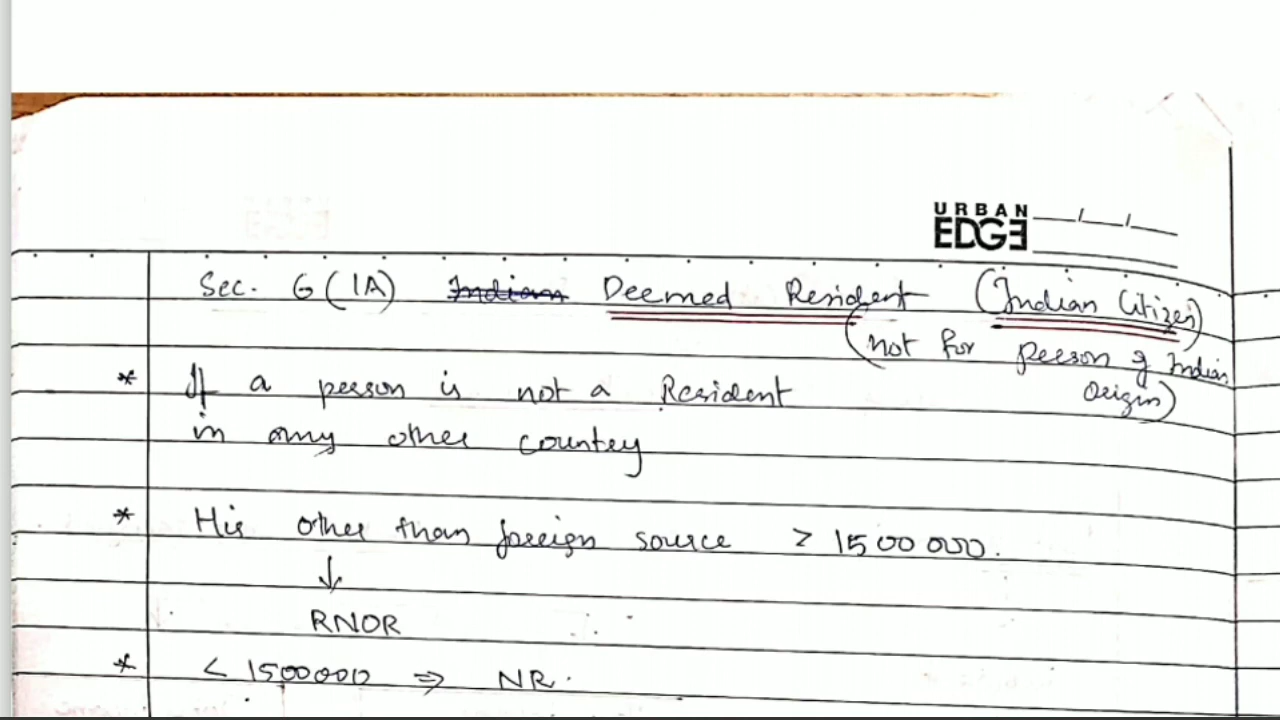 URBAN
EDGE
Sec. 6(1A) Indian Deemed Resident (Indian Citizen)
(not for person of Indian
Origin)
* If a person is not a Resident
in any other country
* His other than foreign source > 1500000.
↓
RNOR
* < 1500000 ⇒ NR.